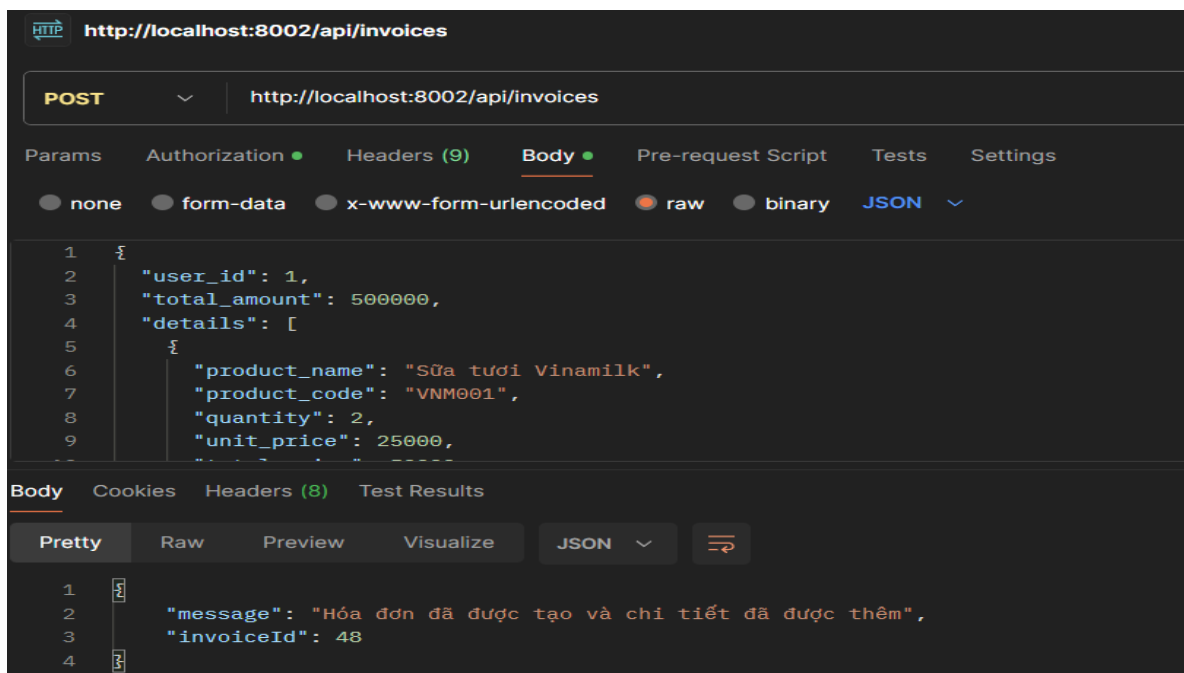 HTTP http://localhost:8002/api/invoices
POST http://localhost:8002/api/invoices
Params Authorization Headers (9) Body Pre-request Script Tests Settings
none form-data x-www-form-urlencoded raw binary JSON
1 {
2 "user_id": 1,
3 "total_amount": 500000,
4 "details": [
5 {
6 "product_name": "Sữa tươi Vinamilk",
7 "product_code": "VNM001",
8 "quantity": 2,
9 "unit_price": 25000,
Body Cookies Headers (8) Test Results
Pretty Raw Preview Visualize JSON
1 {
2 "message": "Hóa đơn đã được tạo và chi tiết đã được thêm",
3 "invoiceId": 48
4 }